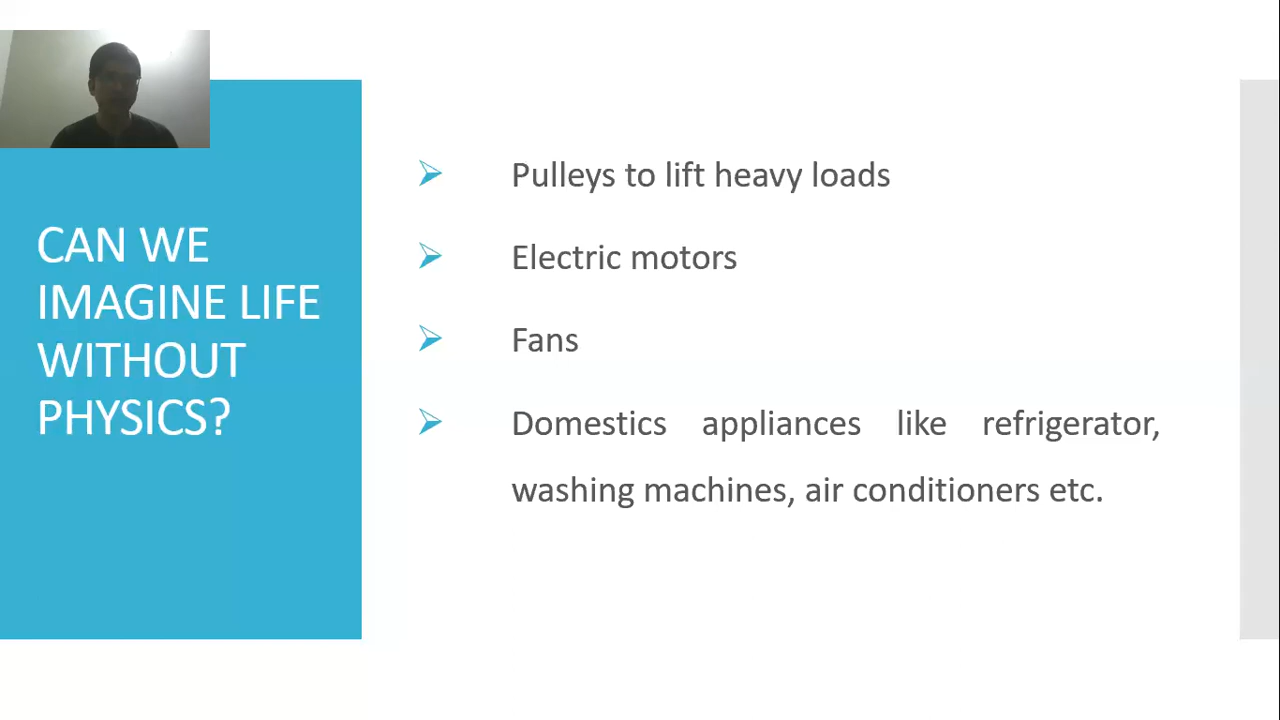 CAN WE
IMAGINE LIFE
WITHOUT
PHYSICS?
Pulleys to lift heavy loads
Electric motors
Fans
Domestics appliances like refrigerator,
washing machines, air conditioners etc.